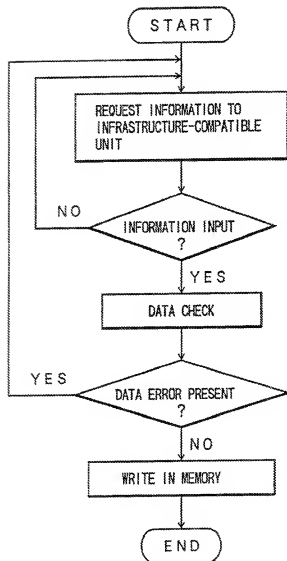 START
REQUEST INFORMATION TO
INFRASTRUCTURE-COMPATIBLE
UNIT
NO
INFORMATION INPUT
?
YES
DATA CHECK
YES
DATA ERROR PRESENT
?
NO
WRITE IN MEMORY
END